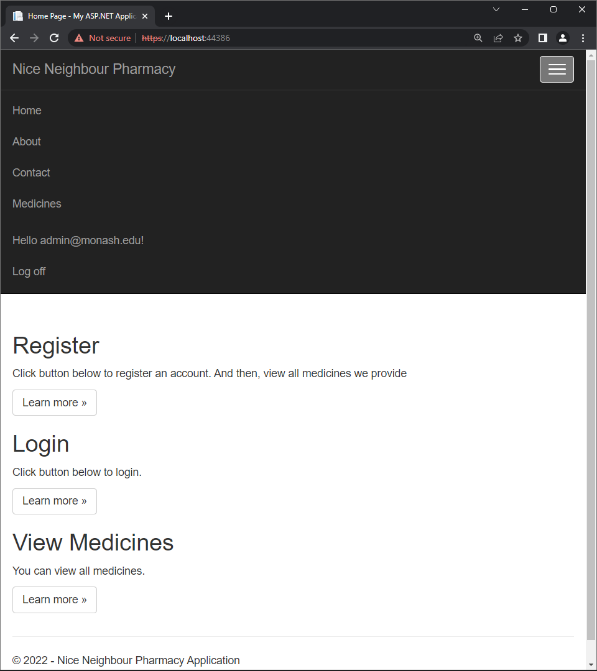 Home Page - My ASP.NET Applic
Not secure | https://localhost:44386
Nice Neighbour Pharmacy
Home
About
Contact
Medicines
Hello admin@monash.edu!
Log off
Register
Click button below to register an account. And then, view all medicines we provide
Learn more »
Login
Click button below to login.
Learn more »
View Medicines
You can view all medicines.
Learn more »
© 2022 - Nice Neighbour Pharmacy Application